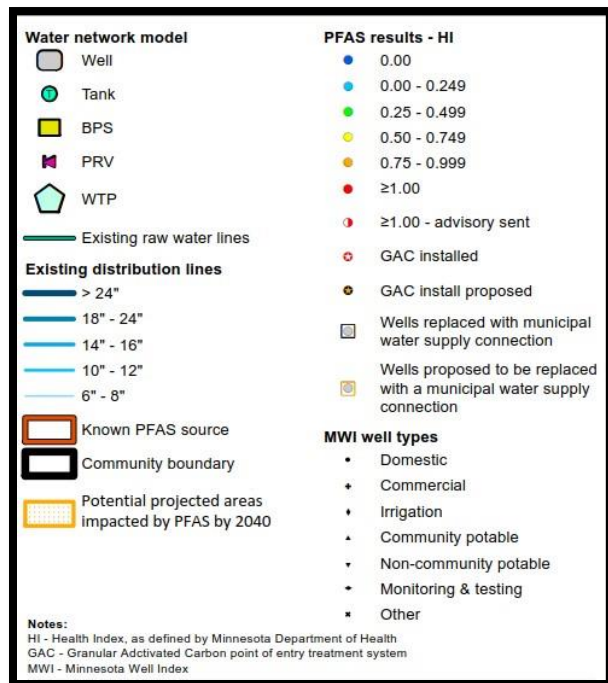 Water network model
Well
T
Tank
BPS
PRV
WTP
Existing raw water lines
Existing distribution lines
> 24"
18" - 24"
14" - 16"
10" - 12"
6" - 8"
Known PFAS source
Community boundary
Potential projected areas
impacted by PFAS by 2040
PFAS results - HI
0.00
0.00 - 0.249
0.25 - 0.499
0.50 - 0.749
0.75 - 0.999
≥1.00
≥1.00 - advisory sent
GAC installed
GAC install proposed
Wells replaced with municipal
water supply connection
Wells proposed to be replaced
with a municipal water supply
connection
MWI well types
Domestic
Commercial
Irrigation
Community potable
Non-community potable
Monitoring & testing
Other
Notes:
HI - Health Index, as defined by Minnesota Department of Health
GAC - Granular Adctivated Carbon point of entry treatment system
MWI - Minnesota Well Index